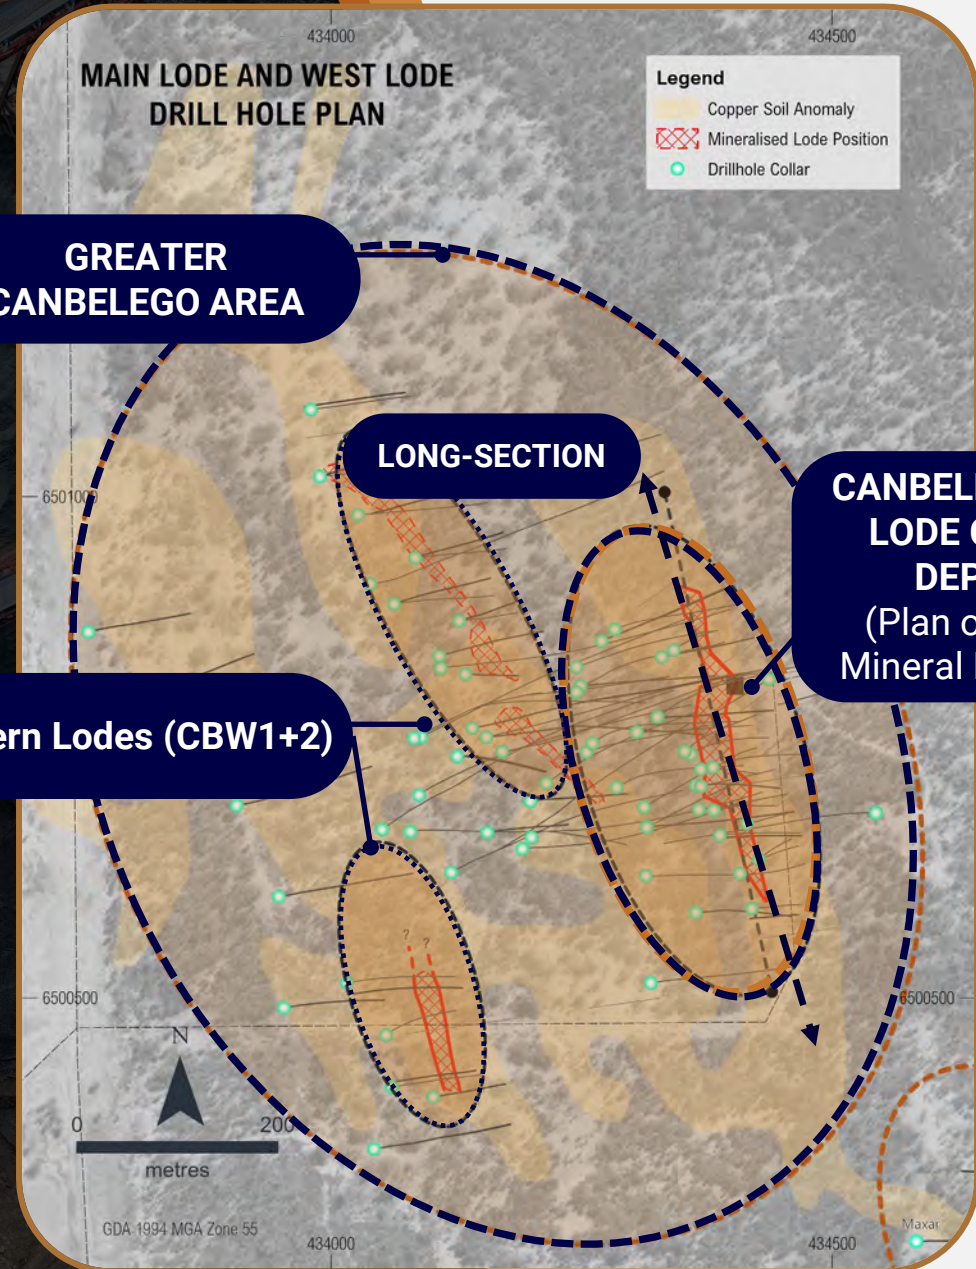 434000
434500
MAIN LODE AND WEST LODE
DRILL HOLE PLAN
Legend
Copper Soil Anomaly
Mineralised Lode Position
Drillhole Collar
GREATER
CANBELEGO AREA
LONG-SECTION
6501000
CANBEL
LODE
DEP
(Plan
Mineral
ern Lodes (CBW1+2)
? ?
6500500
6500500
N
0 200
metres
GDA 1994 MGA Zone 55
434000
434500
Maxar